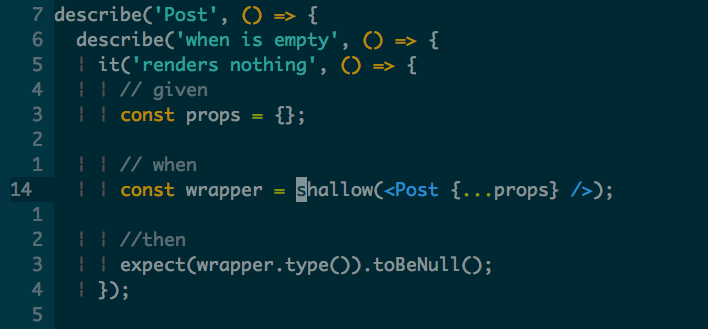 7 describe('Post', () => {
6   describe('when is empty', () => {
5   ¦ it('renders nothing', () => {
4   ¦ ¦ // given
3   ¦ ¦ const props = {};
2
1   ¦ ¦ // when
14  ¦ ¦ const wrapper = shallow(<Post {...props} />);
1
2   ¦ ¦ //then
3   ¦ ¦ expect(wrapper.type()).toBeNull();
4   ¦ });
5